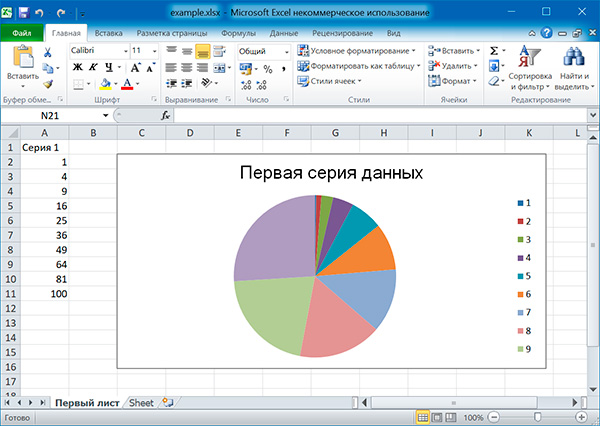 example.xlsx - Microsoft Excel некоммерческое использование
Файл Главная Вставка Разметка страницы Формулы Данные Рецензирование Вид
Вставить
Буфер обме...
Calibri 11
Ж К Ч
Шрифт
Выравнивание
Общий
% 000
Число
Условное форматирование
Форматировать как таблицу
Стили ячеек
Стили
Вставить
Удалить
Формат
Ячейки
Сортировка и фильтр
Найти и выделить
Редактирование
N21 fx
A B C D E F G H I J K L
1 Серия 1
2 1
3 4
4 9
5 16
6 25
7 36
8 49
9 64
10 81
11 100
12
13
14
15
16
17
18
Первая серия данных
1
2
3
4
5
6
7
8
9
Первый лист Sheet
Готово 100%